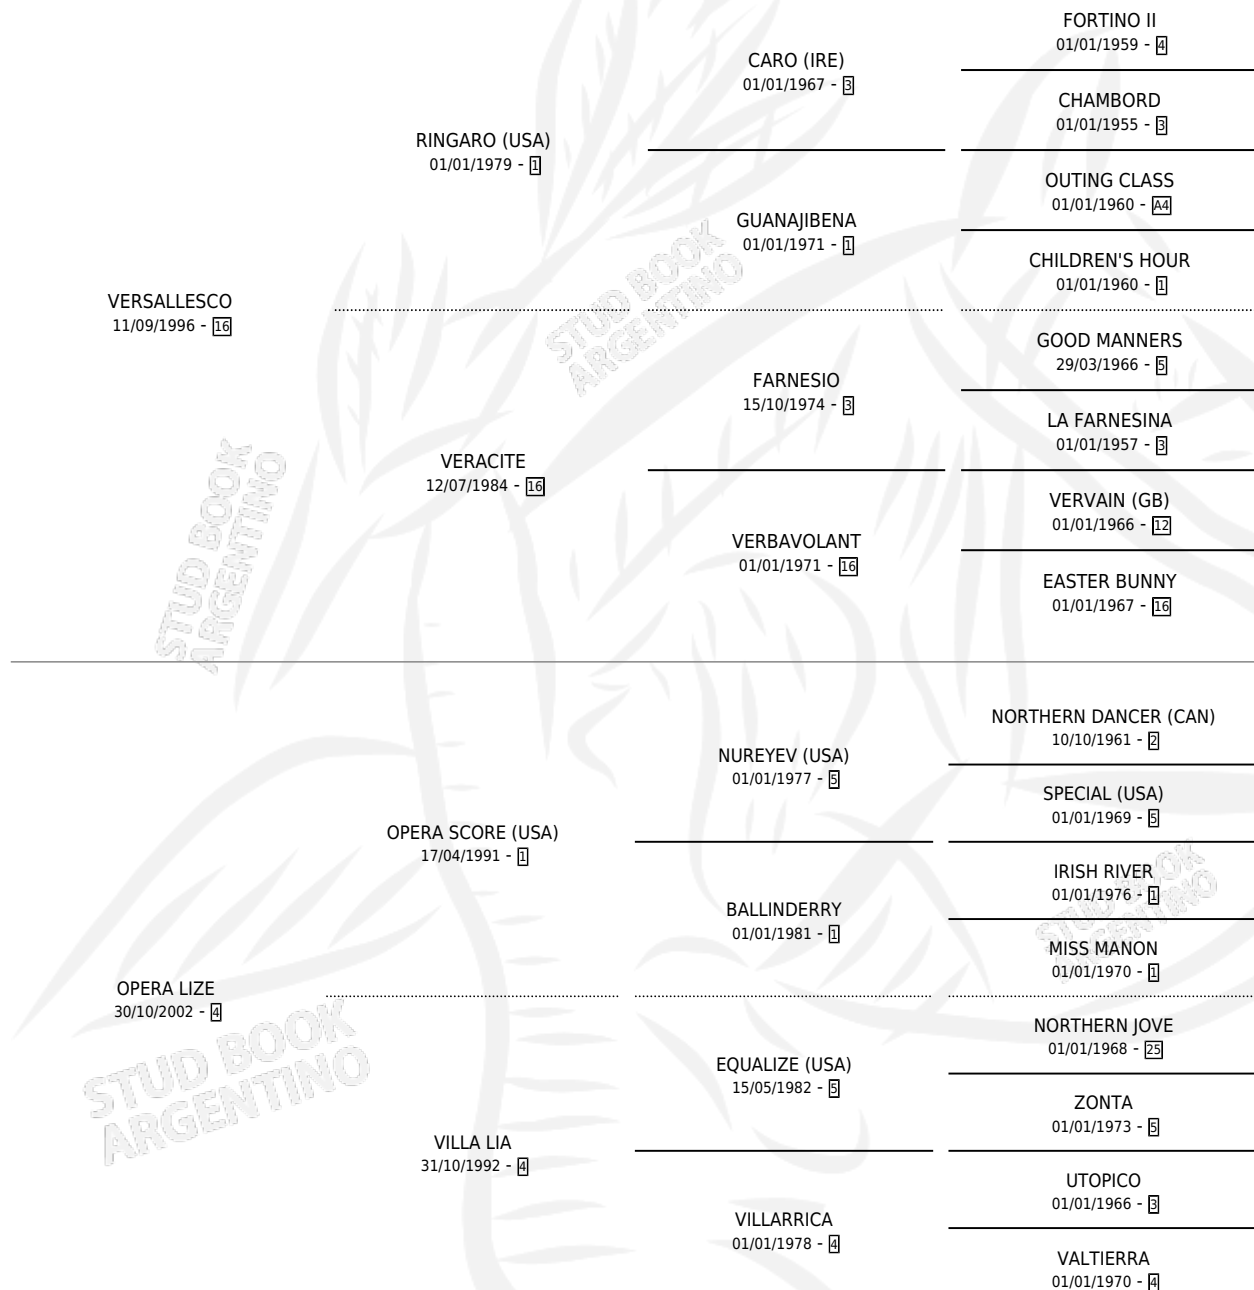 FORTINO II
01/01/1959 - 4
CARO (IRE)
01/01/1967 - 3
CHAMBORD
01/01/1955 - 3
RINGARO (USA)
01/01/1979 - 1
OUTING CLASS
01/01/1960 - A4
GUANAJIBENA
01/01/1971 - 1
CHILDREN'S HOUR
01/01/1960 - 1
VERSALLESCO
11/09/1996 - 16
GOOD MANNERS
29/03/1966 - 5
FARNESIO
15/10/1974 - 3
LA FARNESINA
01/01/1957 - 3
VERACITE
12/07/1984 - 16
VERVAIN (GB)
01/01/1966 - 12
VERBAVOLANT
01/01/1971 - 16
EASTER BUNNY
01/01/1967 - 16
NORTHERN DANCER (CAN)
10/10/1961 - 2
NUREYEV (USA)
01/01/1977 - 5
SPECIAL (USA)
01/01/1969 - 5
OPERA SCORE (USA)
17/04/1991 - 1
IRISH RIVER
01/01/1976 - 1
BALLINDERRY
01/01/1981 - 1
MISS MANON
01/01/1970 - 1
OPERA LIZE
30/10/2002 - 4
NORTHERN JOVE
01/01/1968 - 25
EQUALIZE (USA)
15/05/1982 - 5
ZONTA
01/01/1973 - 5
VILLA LIA
31/10/1992 - 4
UTOPICO
01/01/1966 - 3
VILLARRICA
01/01/1978 - 4
VALTIERRA
01/01/1970 - 4
STUD BOOK
ARGENTINO
STUD BOOK
ARGENTINO
STUD BOOK
ARGENTINO
STUD BOOK
ARGENTINO